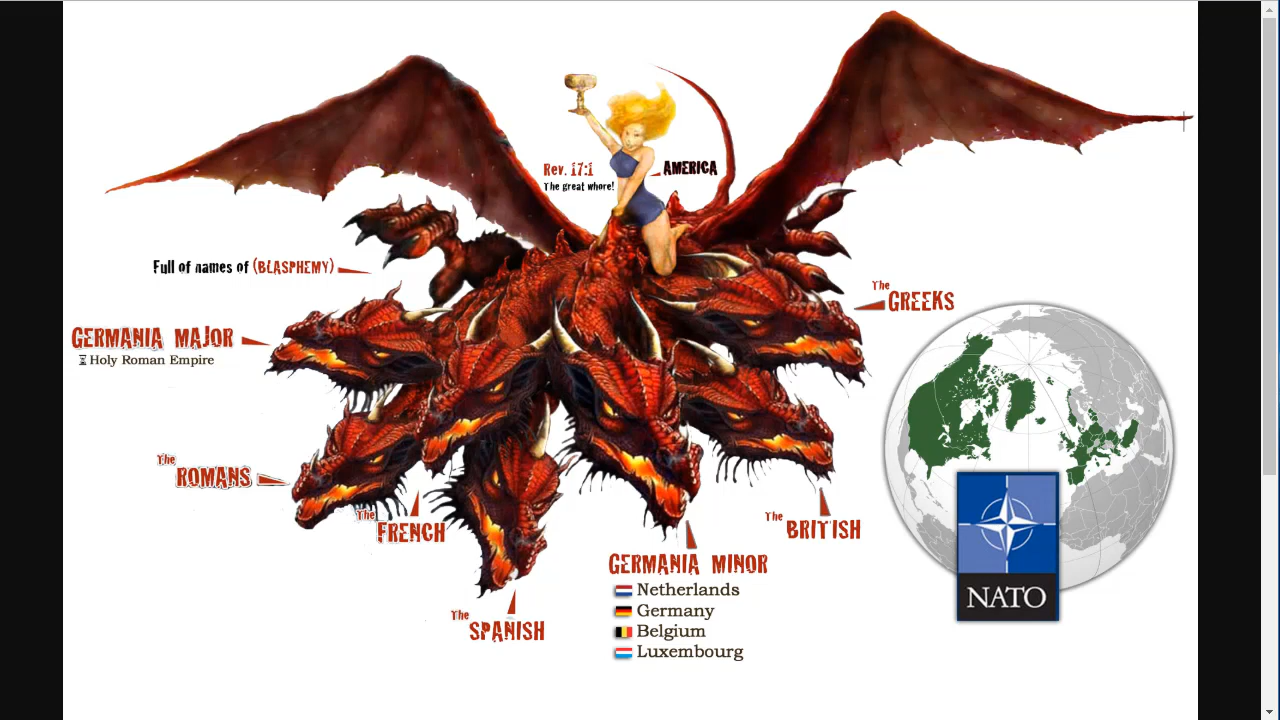 Rev. 17:1
The great whore!
AMERICA
Full of names of (BLASPHEMY)
The GREEKS
GERMANIA MAJOR
Holy Roman Empire
The ROMANS
The FRENCH
The SPANISH
GERMANIA MINOR
Netherlands
Germany
Belgium
Luxembourg
The BRITISH
NATO